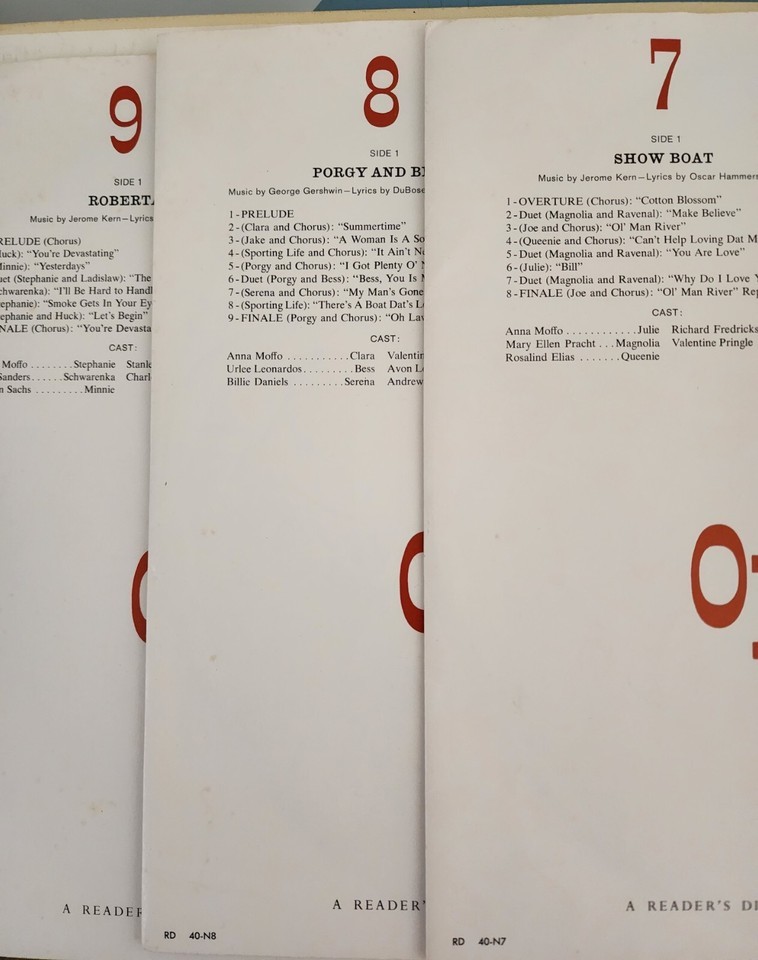 9
SIDE 1
ROBERT
Music by Jerome Kern—Lyrics
RELUDE (Chorus)
uck): “You're Devastating”
innie): “Yesterdays”
uet (Stephanie and Ladislaw): “The
chwarenka): “I'll Be Hard to Handl
ephanie): “Smoke Gets In Your Ey
ephanie and Huck): “Let's Begin”
NALE (Chorus): “You're Devasta
CAST:
Moffo ........Stephanie Stanle
Sanders......Schwarenka Charl
n Sachs .........Minnie
A READER
8
SIDE 1
PORGY AND B
Music by George Gershwin—Lyrics by DuBose
1-PRELUDE
2-(Clara and Chorus): “Summertime”
3-(Jake and Chorus): “A Woman Is A So
4-(Sporting Life and Chorus): “It Ain't N
5-(Porgy and Chorus): “I Got Plenty O'
6-Duet (Porgy and Bess): “Bess, You Is
7-(Serena and Chorus): “My Man's Gone
8-(Sporting Life): “There's A Boat Dat's L
9-FINALE (Porgy and Chorus): “Oh La
CAST:
Anna Moffo ...........Clara Valentin
Urlee Leonardos.........Bess Avon L
Billie Daniels .........Serena Andrew
A READER'
RD 40-N8
7
SIDE 1
SHOW BOAT
Music by Jerome Kern—Lyrics by Oscar Hammer
1-OVERTURE (Chorus): “Cotton Blossom”
2-Duet (Magnolia and Ravenal): “Make Believe”
3-(Joe and Chorus): “Ol' Man River”
4-(Queenie and Chorus): “Can't Help Loving Dat M
5-Duet (Magnolia and Ravenal): “You Are Love”
6-(Julie): “Bill”
7-Duet (Magnolia and Ravenal): “Why Do I Love
8-FINALE (Joe and Chorus): “Ol' Man River” Re
CAST:
Anna Moffo ............Julie Richard Fredricks
Mary Ellen Pracht ...Magnolia Valentine Pringle
Rosalind Elias .......Queenie
A READER'S DI
RD 40-N7